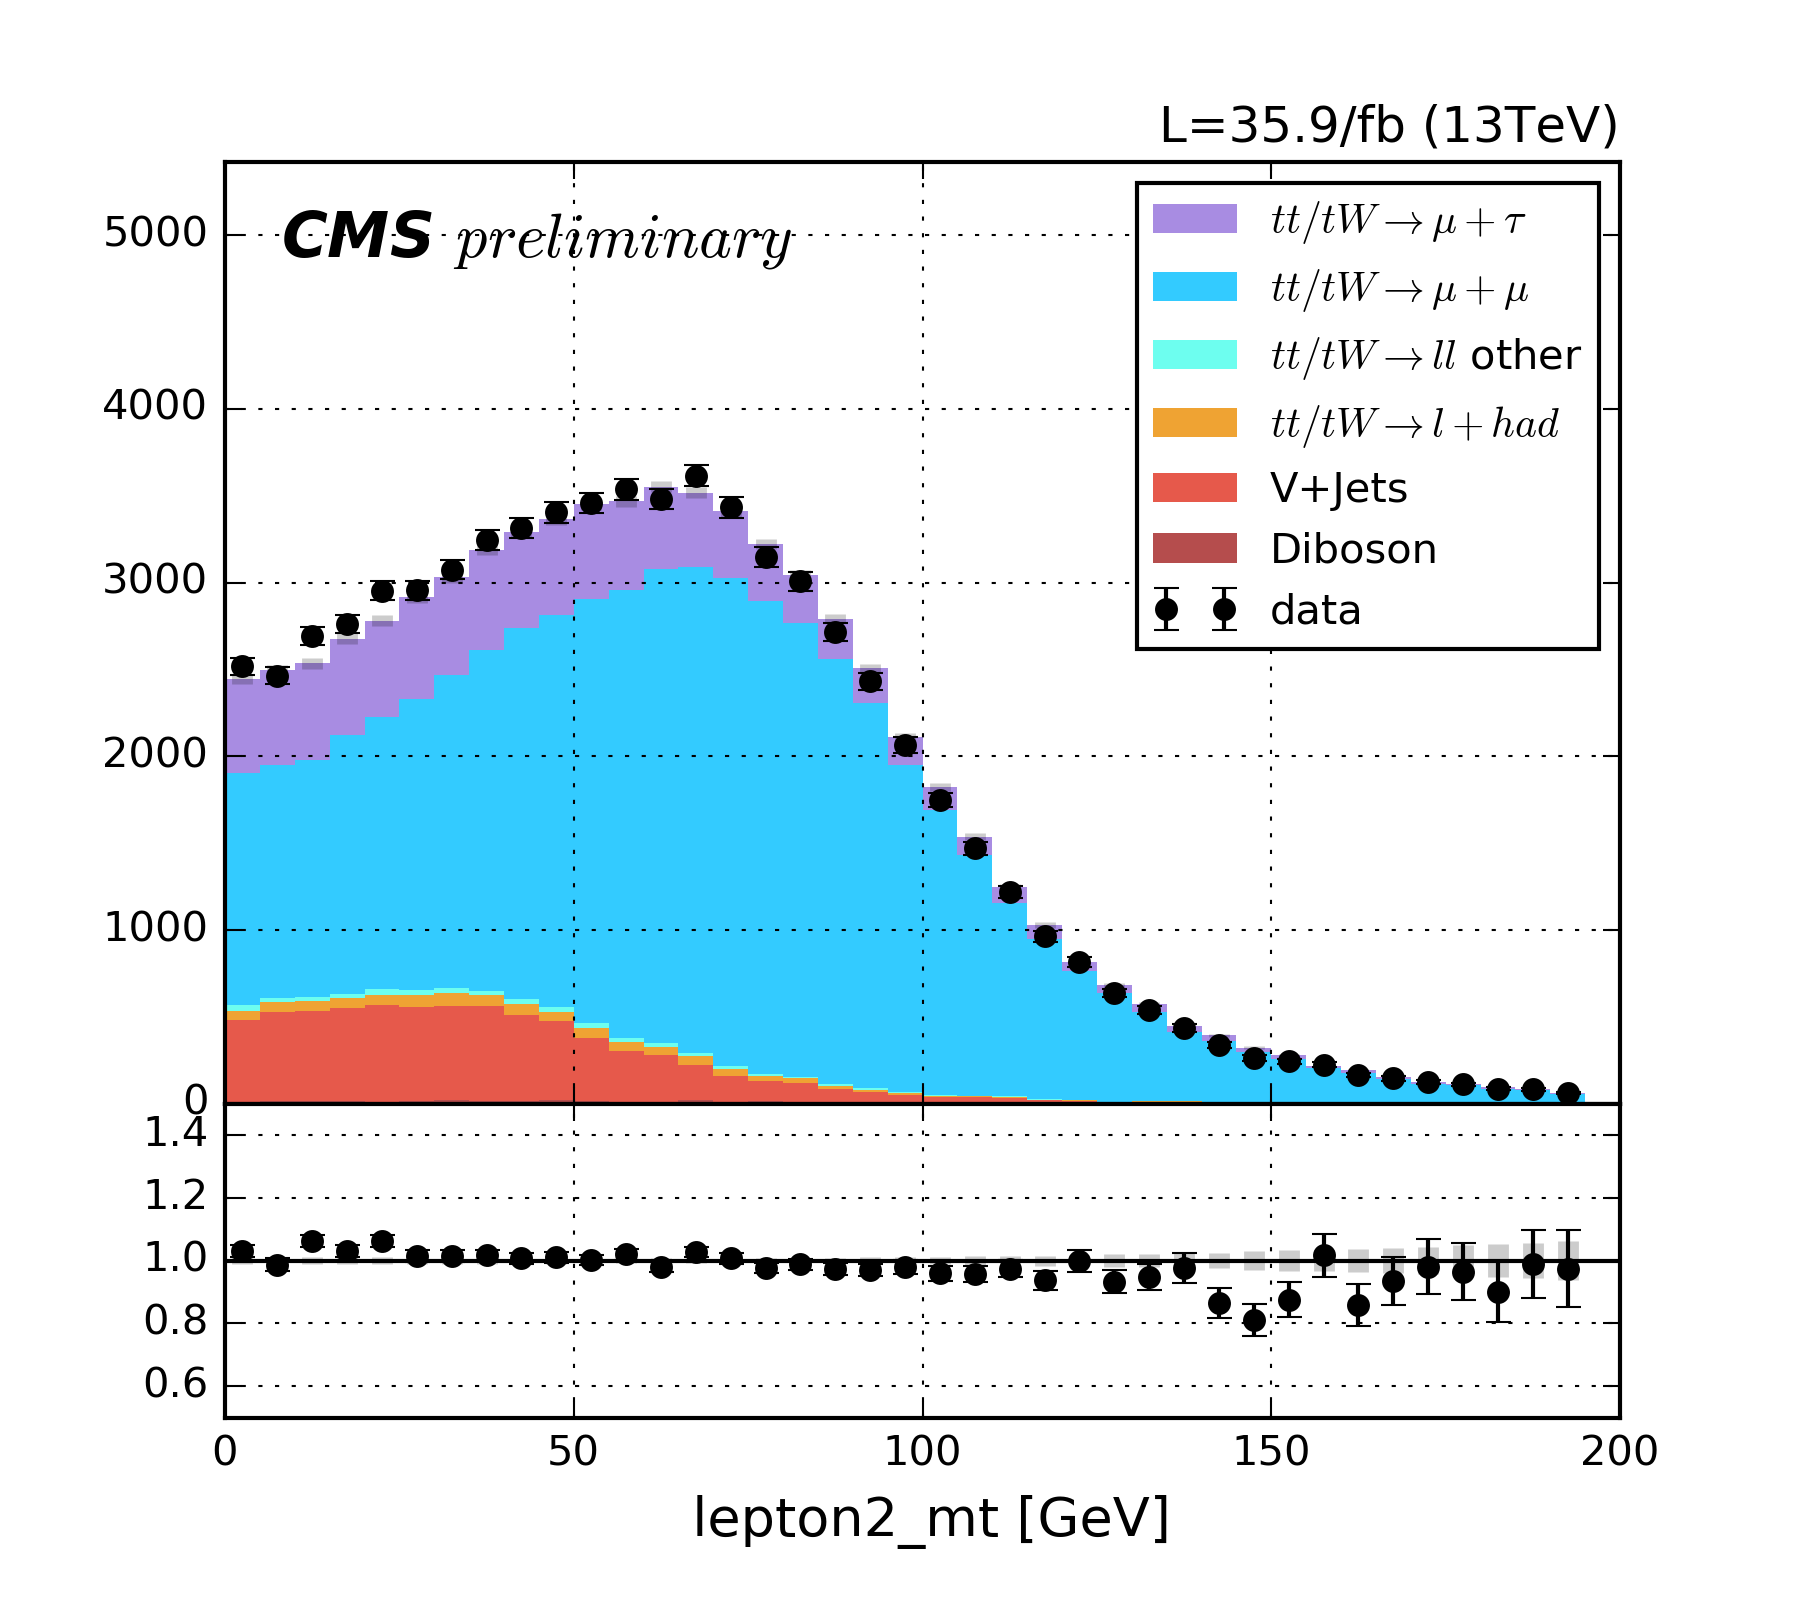 L=35.9/fb (13TeV)
CMS preliminary
tt/tW → μ + τ
tt/tW → μ + μ
tt/tW → ll other
tt/tW → l + had
V+Jets
Diboson
data
5000
4000
3000
2000
1000
0
1.4
1.2
1.0
0.8
0.6
0 50 100 150 200
lepton2_mt [GeV]